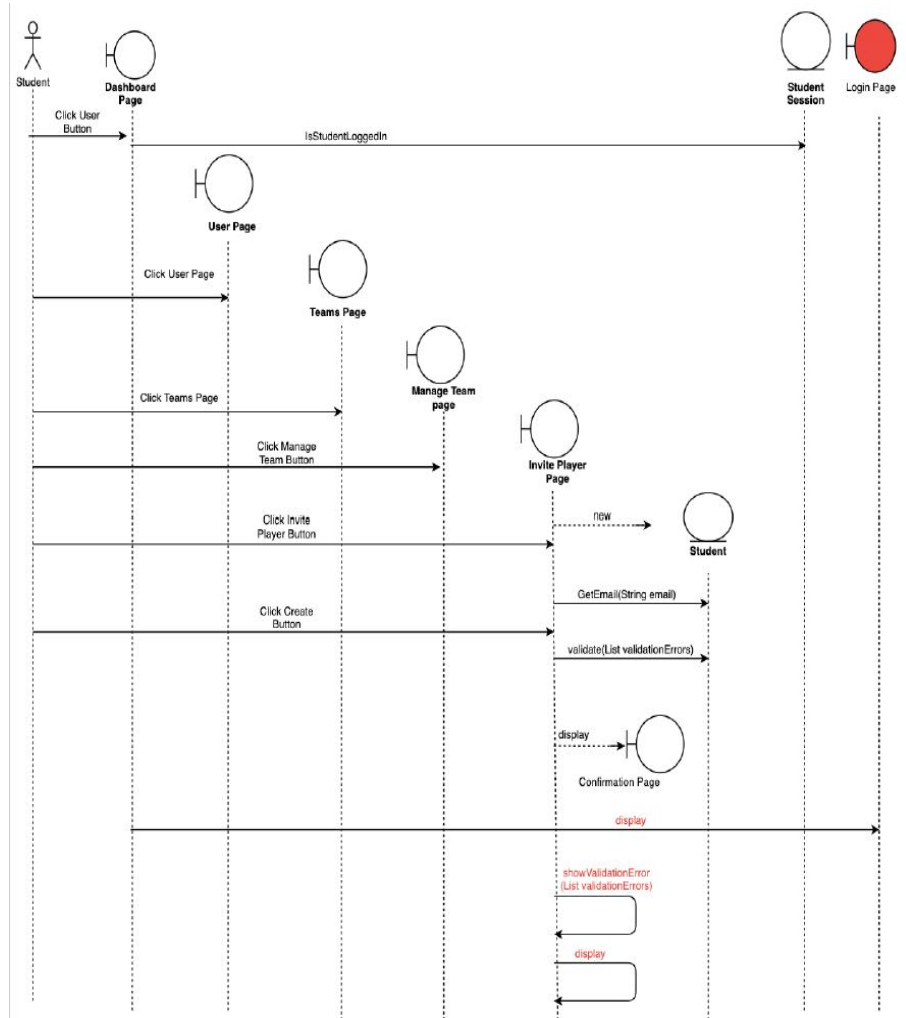 Student
Dashboard
Page
Student
Session
Login Page
Click User
Button
IsStudentLoggedIn
User Page
Click User Page
Teams Page
Manage Team
page
Click Teams Page
Click Manage
Team Button
Invite Player
Page
Click Invite
Player Button
new
Student
GetEmail(String email)
Click Create
Button
validate(List validationErrors)
display
Confirmation Page
display
showValidationError
(List validationErrors)
display